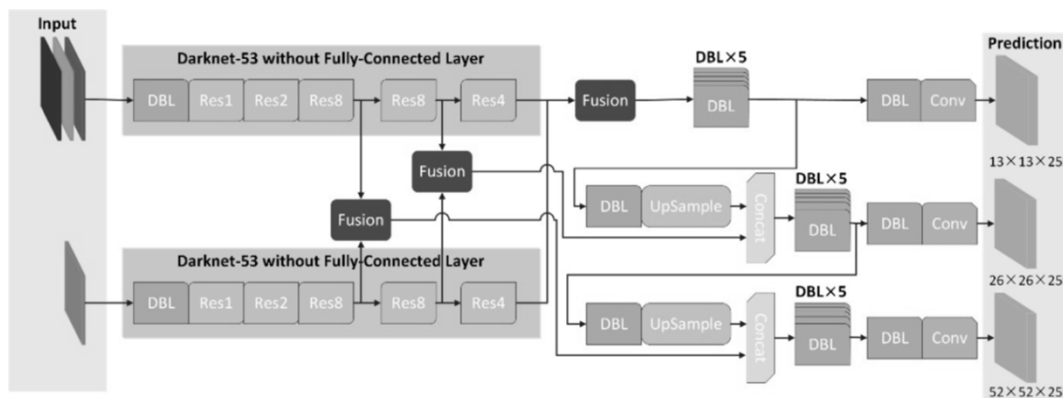 Input
Darknet-53 without Fully-Connected Layer
DBL Res1 Res2 Res8 Res8 Res4
Fusion
DBL×5
DBL
DBL Conv
Prediction
13×13×25
Fusion
Fusion
DBL UpSample
Concat
DBL×5
DBL
DBL Conv
26×26×25
Darknet-53 without Fully-Connected Layer
DBL Res1 Res2 Res8 Res8 Res4
DBL UpSample
Concat
DBL×5
DBL
DBL Conv
52×52×25